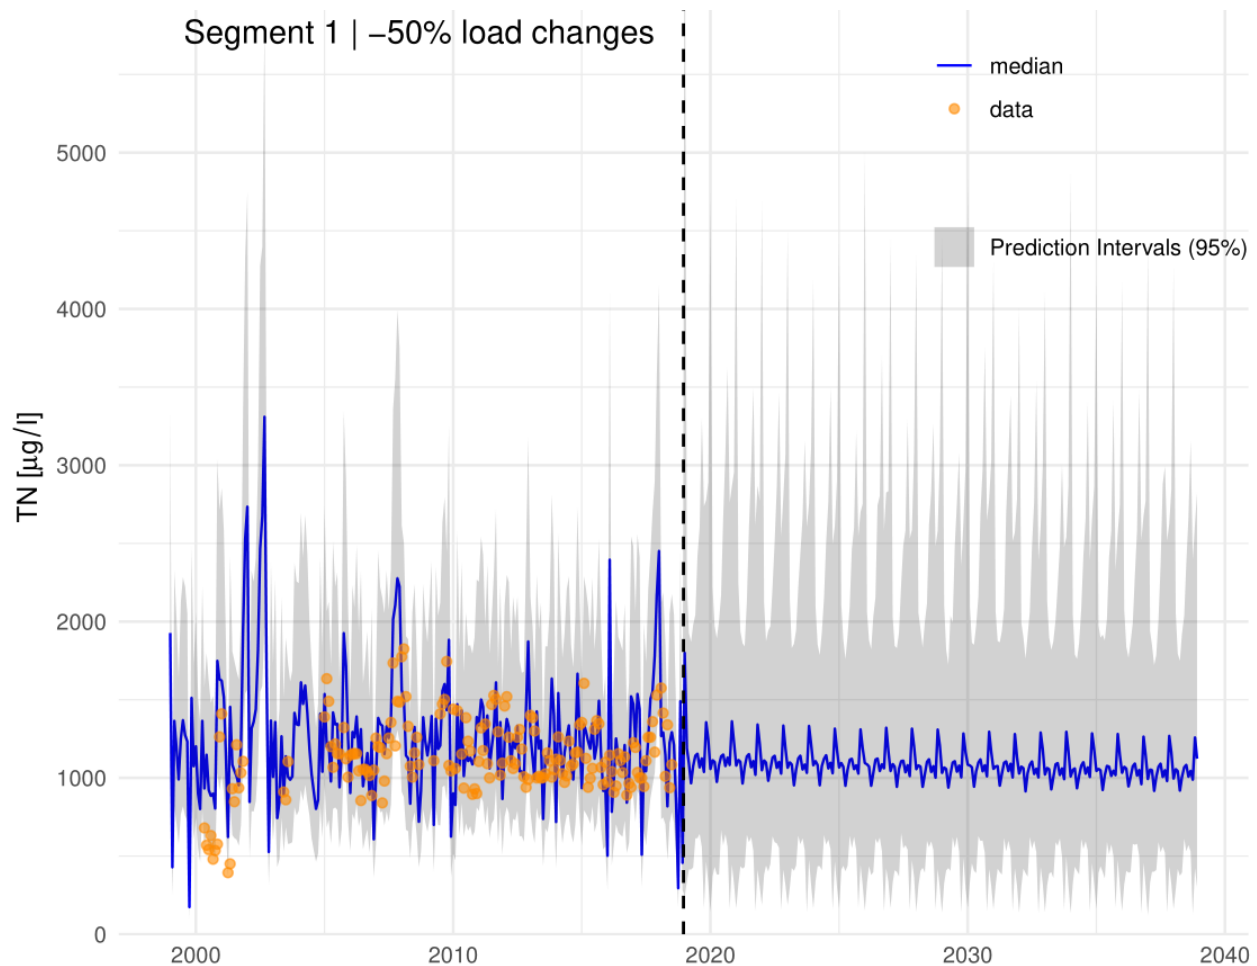 Segment 1 | −50% load changes
median
data
Prediction Intervals (95%)
TN [µg/l]
5000
4000
3000
2000
1000
0
2000
2010
2020
2030
2040